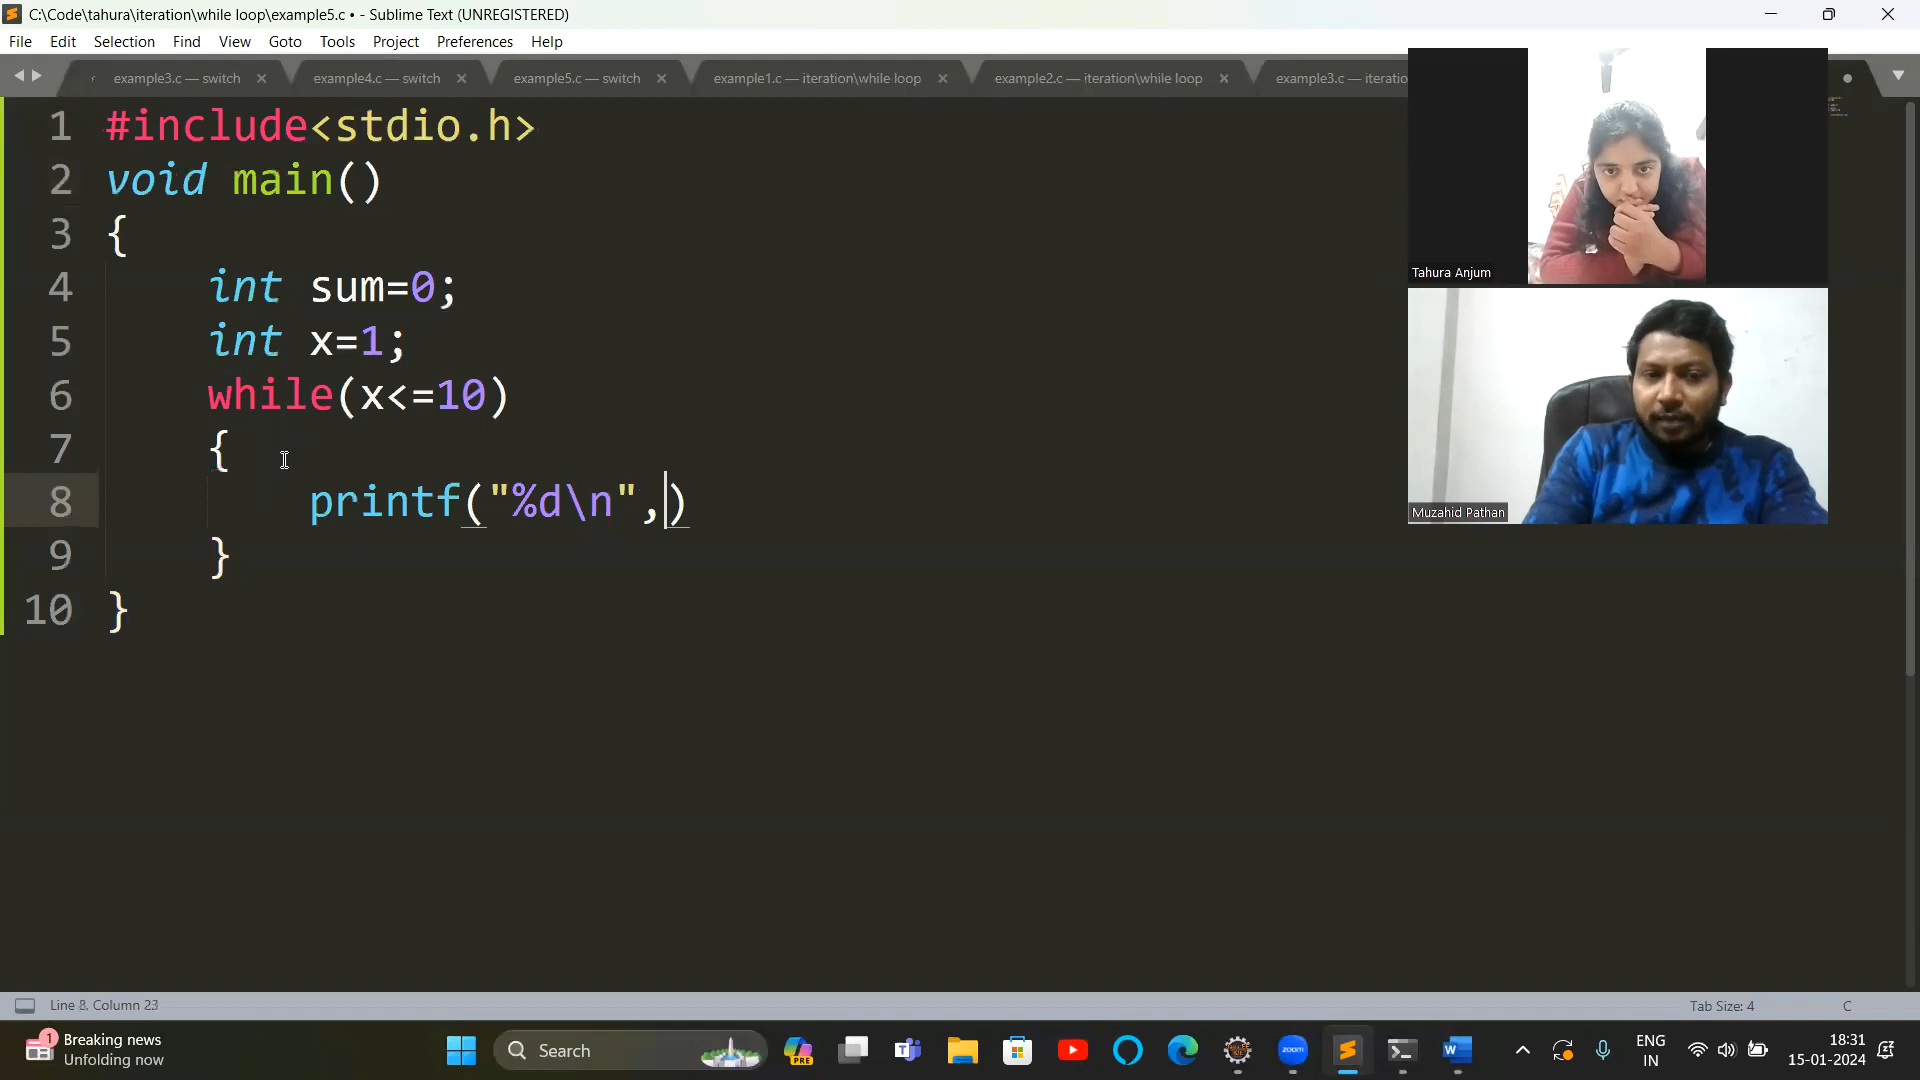 C:\Code\tahura\iteration\while loop\example5.c • - Sublime Text (UNREGISTERED)
File Edit Selection Find View Goto Tools Project Preferences Help
example3.c — switch example4.c — switch example5.c — switch example1.c — iteration\while loop example2.c — iteration\while loop example3.c — iteratio
1 #include<stdio.h>
2 void main()
3 {
4 int sum=0;
5 int x=1;
6 while(x<=10)
7 {
8 printf("%d\n",)
9 }
10 }
Tahura Anjum
Muzahid Pathan
Line 8, Column 23 Tab Size: 4 C
1 Breaking news
Unfolding now
Search
PRE
zoom
W
ENG
IN
18:31
15-01-2024